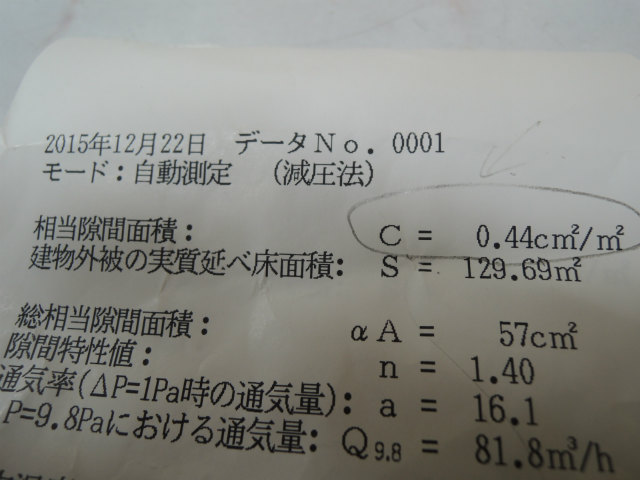 2015年12月22日 データNo. 0001
モード：自動測定 （減圧法）
相当隙間面積： C = 0.44cm²/m²
建物外被の実質延べ床面積： S = 129.69m²
総相当隙間面積： αA = 57cm²
隙間特性値： n = 1.40
通気率(ΔP=1Pa時の通気量)： a = 16.1
P=9.8Paにおける通気量： Q9.8 = 81.8m³/h